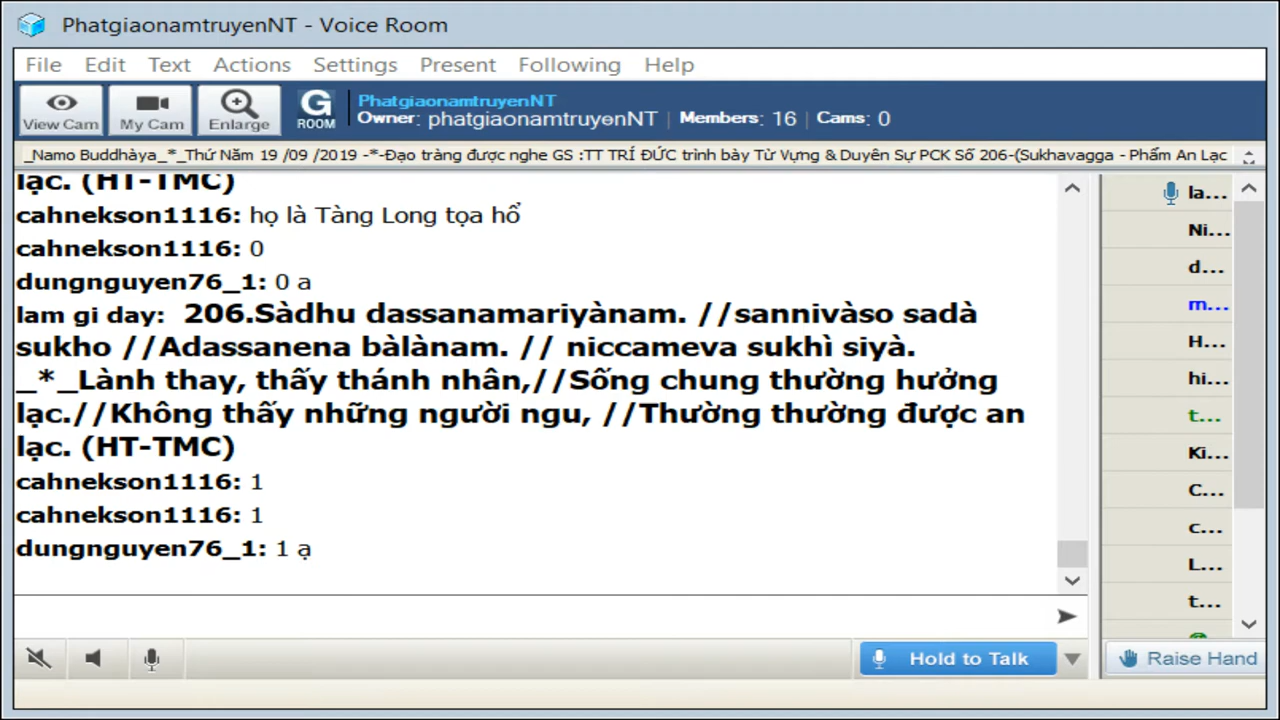 PhatgiaonamtruyenNT - Voice Room
File Edit Text Actions Settings Present Following Help
View Cam My Cam Enlarge G ROOM
PhatgiaonamtruyenNT
Owner: phatgiaonamtruyenNT | Members: 16 | Cams: 0
_Namo Buddhàya_*_Thứ Năm 19 /09 /2019 -*-Đạo tràng được nghe GS :TT TRÍ ĐỨC trình bày Từ Vựng & Duyên Sự PCK Số 206-(Sukhavagga - Phẩm An Lạc
lạc. (HT-TMC)
cahnekson1116: họ là Tàng Long tọa hổ
cahnekson1116: 0
dungnguyen76_1: 0 a
lam gi day: 206.Sàdhu dassanamariyànam. //sannivàso sadà
sukho //Adassanena bàlànam. // niccameva sukhì siyà.
_*_Lành thay, thấy thánh nhân,//Sống chung thường hưởng
lạc.//Không thấy những người ngu, //Thường thường được an
lạc. (HT-TMC)
cahnekson1116: 1
cahnekson1116: 1
dungnguyen76_1: 1 ạ
la...
Ni...
d...
m...
H...
hi...
t...
Ki...
C...
c...
L...
t...
Hold to Talk
Raise Hand